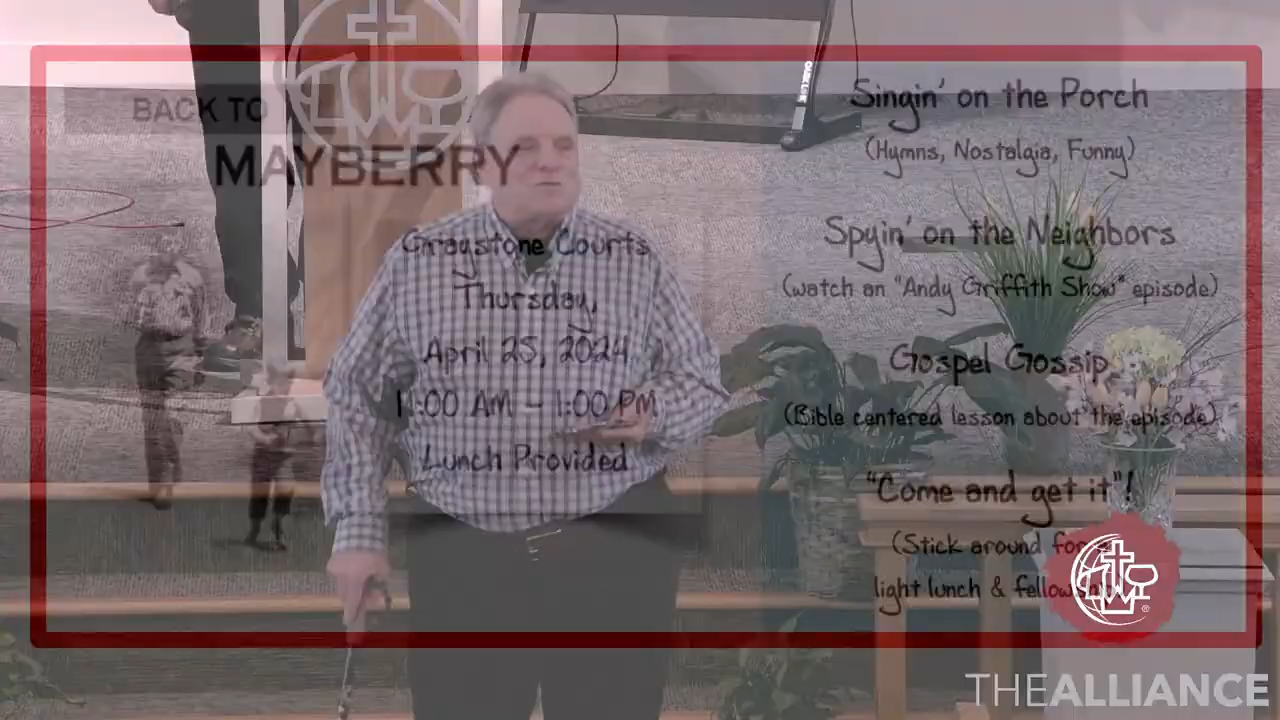 BACK TO
MAYBERRY
Graystone Courts
Thursday,
April 25, 2024
11:00 AM – 1:00 PM
Lunch Provided
Singin' on the Porch
(Hymns, Nostalgia, Funny)
Spyin' on the Neighbors
(watch an "Andy Griffith Show" episode)
Gospel Gossip
(Bible centered lesson about the episode)
"Come and get it"!
(Stick around for
light lunch & fellowship
THE ALLIANCE